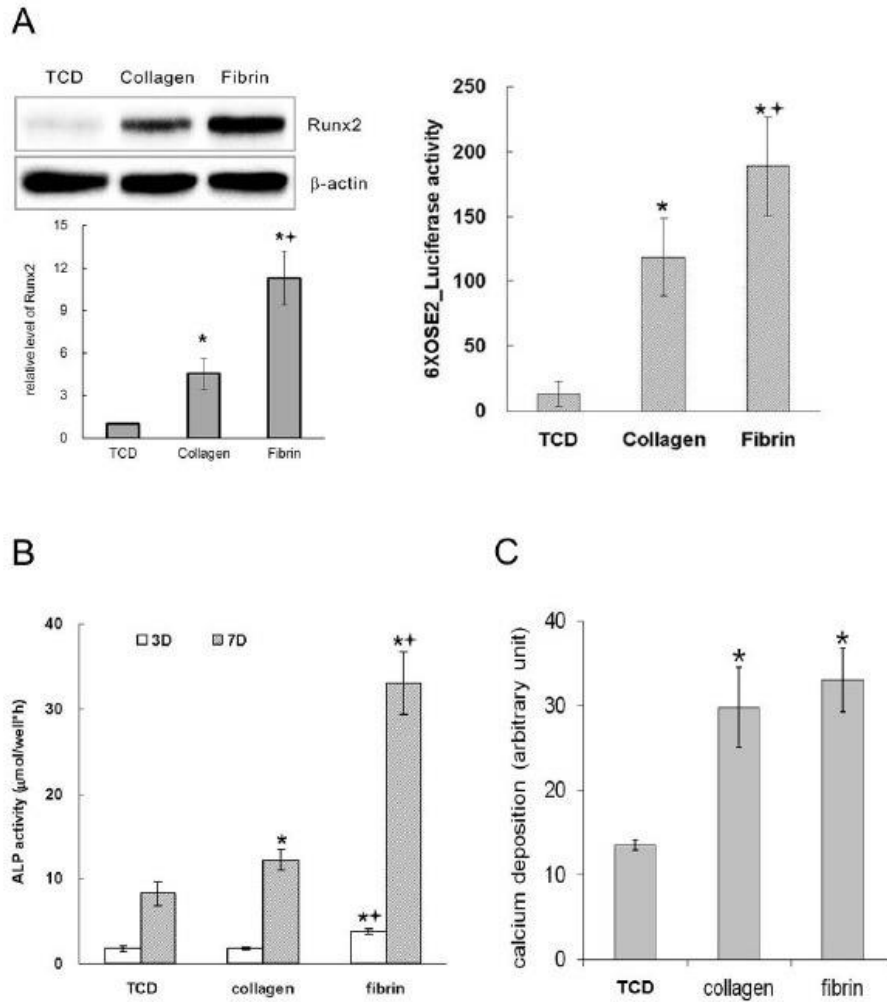 A
TCD Collagen Fibrin
Runx2
β-actin
relative level of Runx2
15
12
9
6
3
0
*
*+
TCD Collagen Fibrin
6XOSE2_Luciferase activity
250
200
150
100
50
0
*
*+
TCD Collagen Fibrin
B
ALP activity (μmol/well*h)
40
30
20
10
0
3D 7D
*
*+
*+
TCD collagen fibrin
C
calcium deposition (arbitrary unit)
40
30
20
10
0
*
*
TCD collagen fibrin